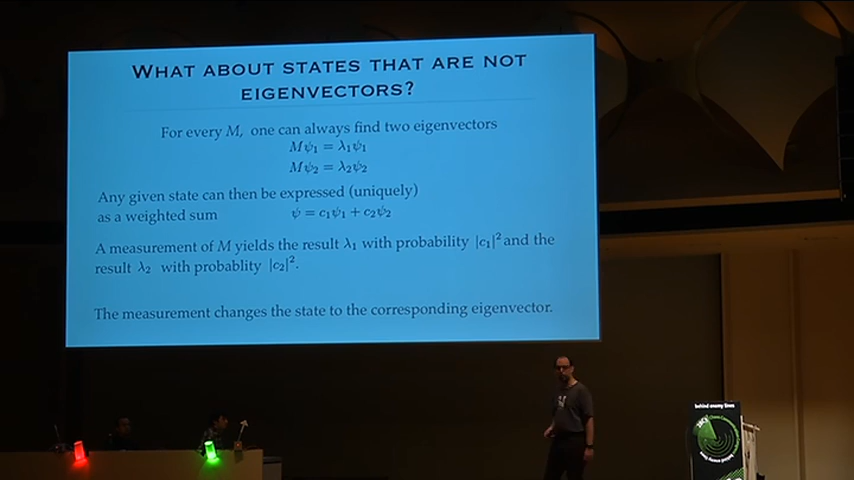 WHAT ABOUT STATES THAT ARE NOT
EIGENVECTORS?
For every M, one can always find two eigenvectors
Mψ₁ = λ₁ψ₁
Mψ₂ = λ₂ψ₂
Any given state can then be expressed (uniquely)
as a weighted sum ψ = c₁ψ₁ + c₂ψ₂
A measurement of M yields the result λ₁ with probability |c₁|² and the
result λ₂ with probablity |c₂|².
The measurement changes the state to the corresponding eigenvector.
behind enemy lines